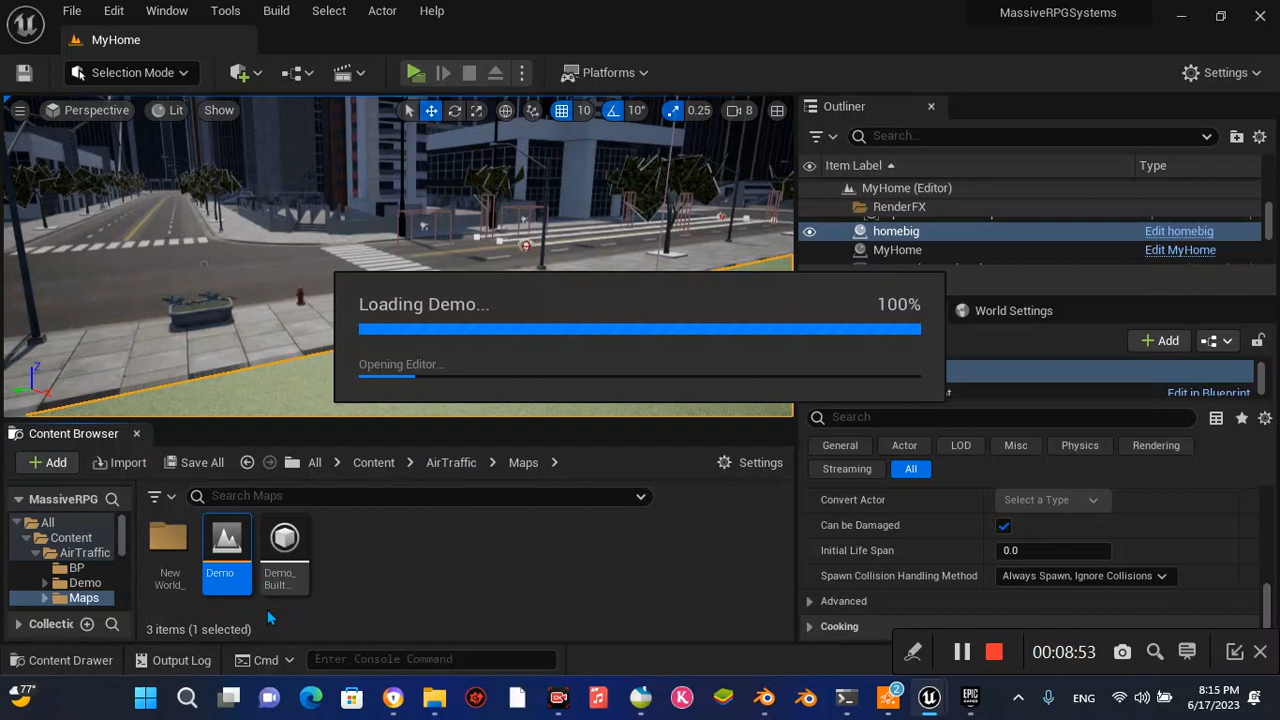 File Edit Window Tools Build Select Actor Help
MassiveRPGSystems
MyHome
Selection Mode
Platforms
Settings
Perspective
Lit
Show
10
10°
0.25
8
Outliner
Search...
Item Label
Type
MyHome (Editor)
RenderFX
homebig
Edit homebig
MyHome
Edit MyHome
Loading Demo...
100%
Opening Editor...
World Settings
Add
Edit in Blueprint
Search
General
Actor
LOD
Misc
Physics
Rendering
Streaming
All
Convert Actor
Select a Type
Can be Damaged
Initial Life Span
0.0
Spawn Collision Handling Method
Always Spawn, Ignore Collisions
Advanced
Cooking
Content Browser
Add
Import
Save All
All
Content
AirTraffic
Maps
Settings
MassiveRPG
Search Maps
All
Content
AirTraffic
BP
Demo
Maps
Collectic
New
World_
Demo
Demo_
Built...
3 items (1 selected)
Content Drawer
Output Log
Cmd
Enter Console Command
00:08:53
77°
2
ENG
8:15 PM
6/17/2023
EPIC
GAMES